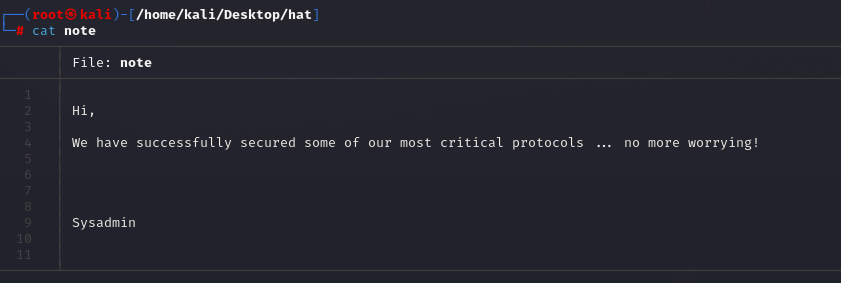 ┌──(root㉿kali)-[/home/kali/Desktop/hat]
└─# cat note
File: note
1
2 Hi,
3
4 We have successfully secured some of our most critical protocols ... no more worrying!
5
6
7
8
9 Sysadmin
10
11